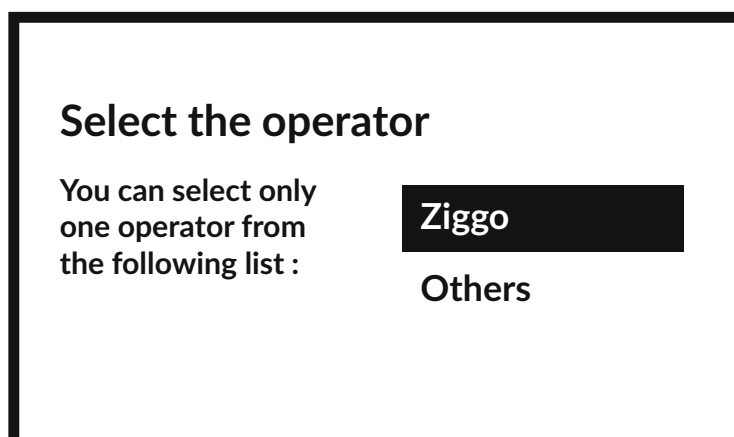 Select the operator
You can select only
one operator from
the following list :
Ziggo
Others